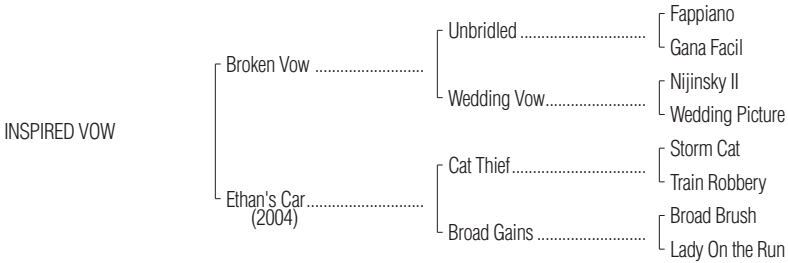 Fappiano
Unbridled ..............................
Gana Facil
Broken Vow ..........................
Nijinsky II
Wedding Vow........................
Wedding Picture
INSPIRED VOW
Storm Cat
Cat Thief................................
Train Robbery
Ethan's Car............................
(2004)
Broad Brush
Broad Gains ..........................
Lady On the Run